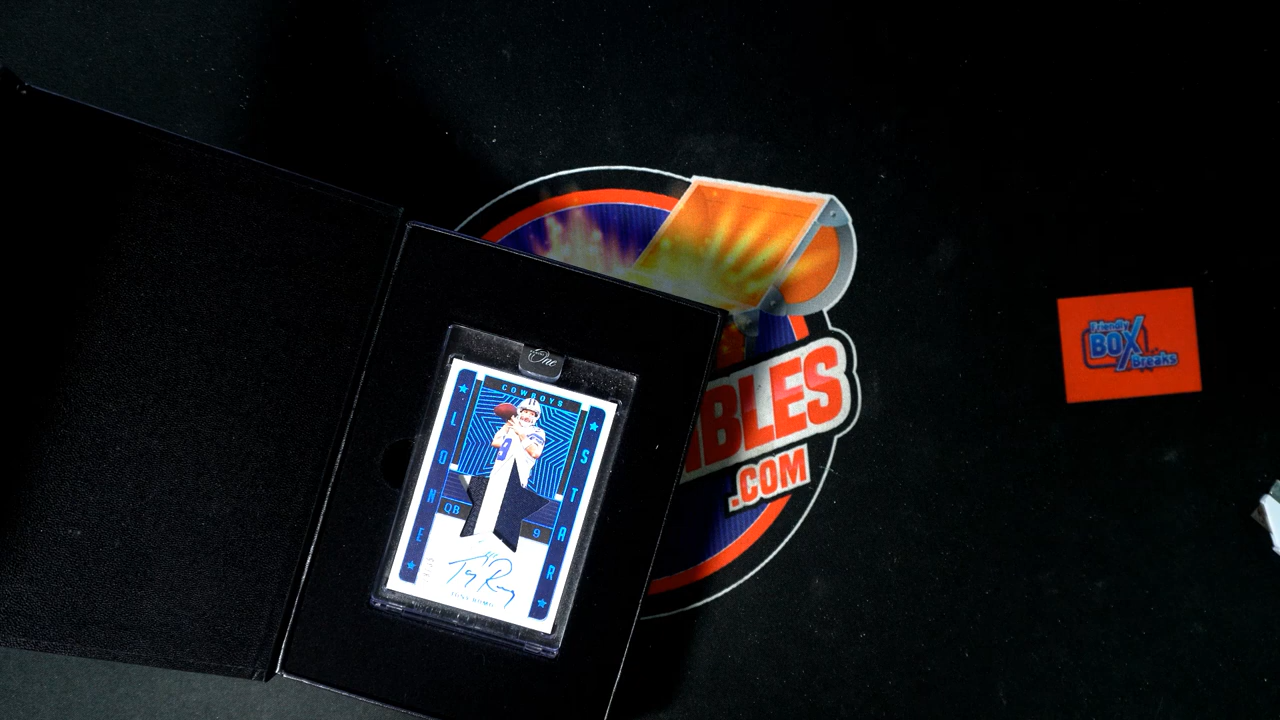 One
COWBOYS
LONE
STAR
QB
9
TONY ROMO
BLES
.COM
Friendly
BOX
Breaks